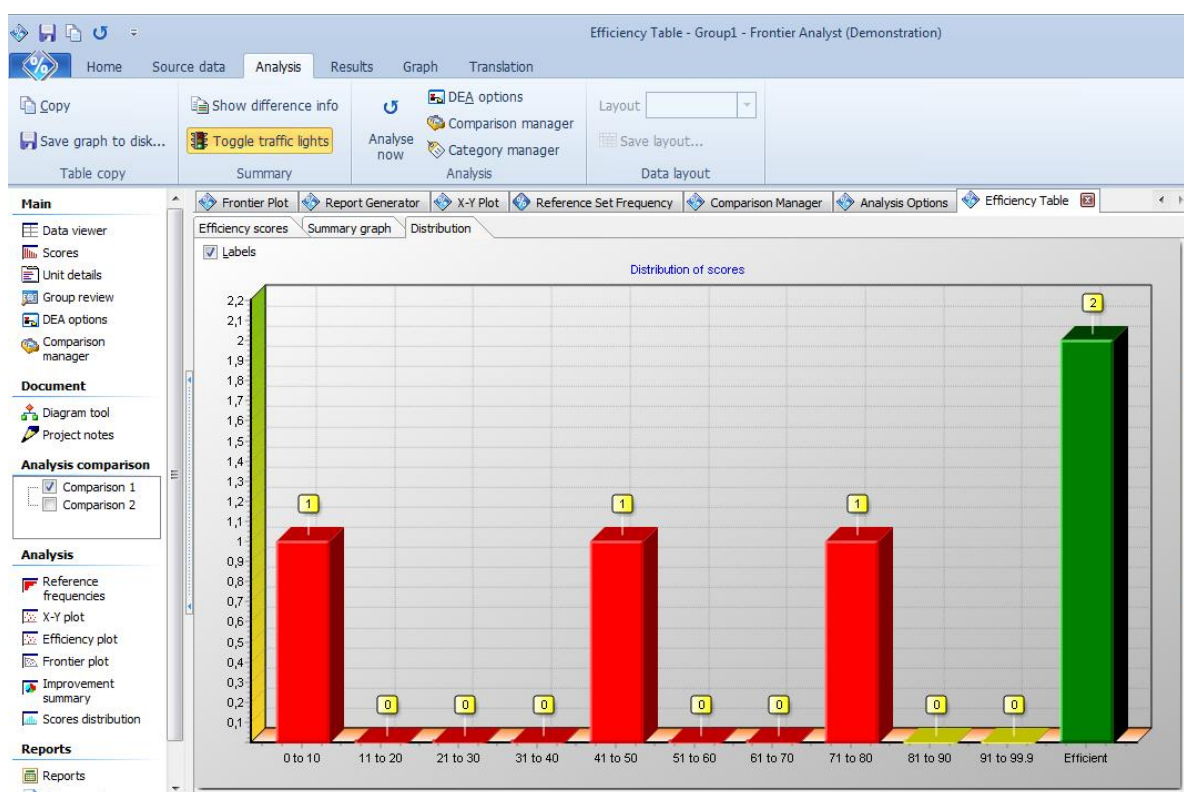 Efficiency Table - Group1 - Frontier Analyst (Demonstration)
Home Source data Analysis Results Graph Translation
Copy
Save graph to disk...
Table copy
Show difference info
Toggle traffic lights
Summary
Analyse
now
DEA options
Comparison manager
Category manager
Analysis
Layout
Save layout...
Data layout
Main
Data viewer
Scores
Unit details
Group review
DEA options
Comparison
manager
Document
Diagram tool
Project notes
Analysis comparison
Comparison 1
Comparison 2
Analysis
Reference
frequencies
X-Y plot
Efficiency plot
Frontier plot
Improvement
summary
Scores distribution
Reports
Reports
Frontier Plot Report Generator X-Y Plot Reference Set Frequency Comparison Manager Analysis Options Efficiency Table
Efficiency scores Summary graph Distribution
Labels
Distribution of scores
2,2
2,1
2
1,9
1,8
1,7
1,6
1,5
1,4
1,3
1,2
1,1
1
0,9
0,8
0,7
0,6
0,5
0,4
0,3
0,2
0,1
1 0 0 0 1 0 0 1 0 0 2
0 to 10 11 to 20 21 to 30 31 to 40 41 to 50 51 to 60 61 to 70 71 to 80 81 to 90 91 to 99.9 Efficient